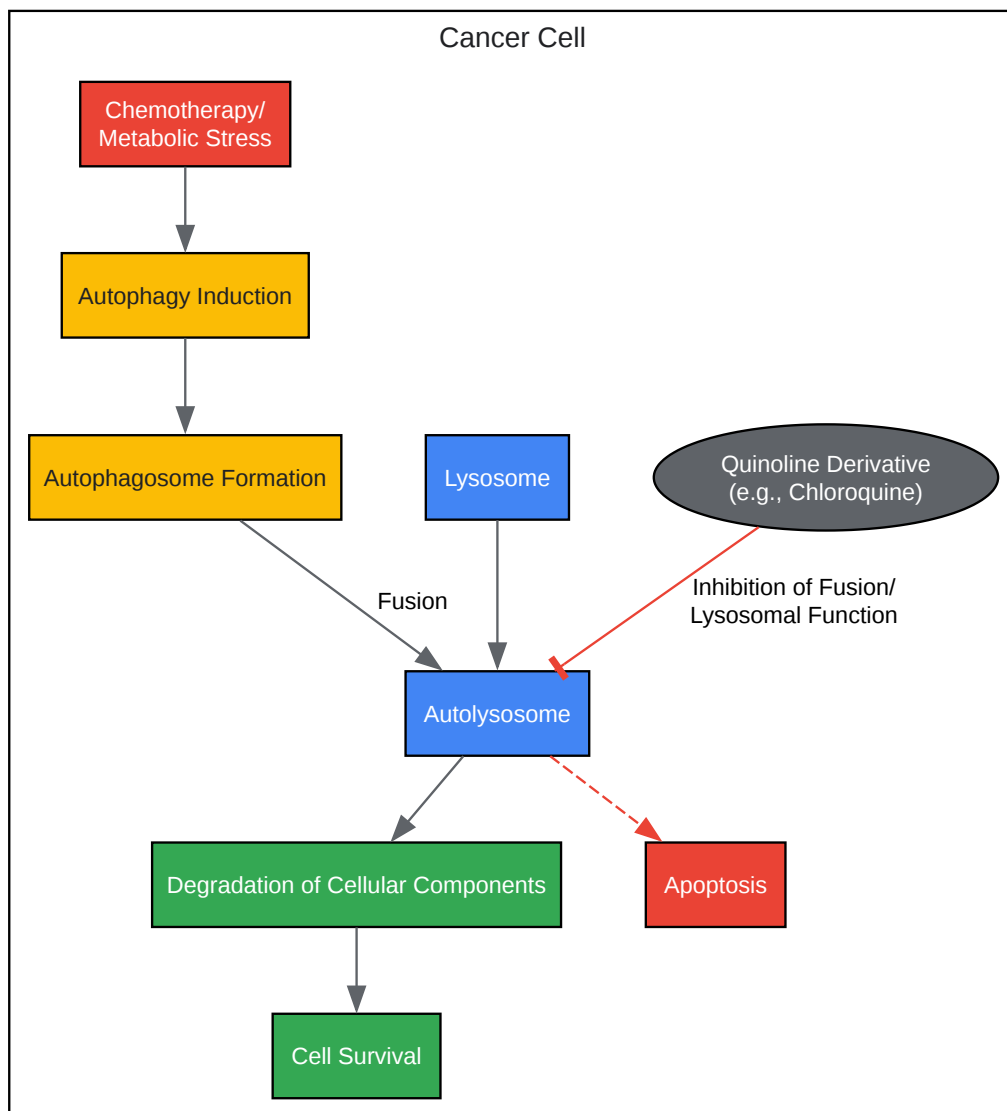 Cancer Cell
Chemotherapy/
Metabolic Stress
Autophagy Induction
Autophagosome Formation
Lysosome
Quinoline Derivative
(e.g., Chloroquine)
Fusion
Inhibition of Fusion/
Lysosomal Function
Autolysosome
Degradation of Cellular Components
Apoptosis
Cell Survival